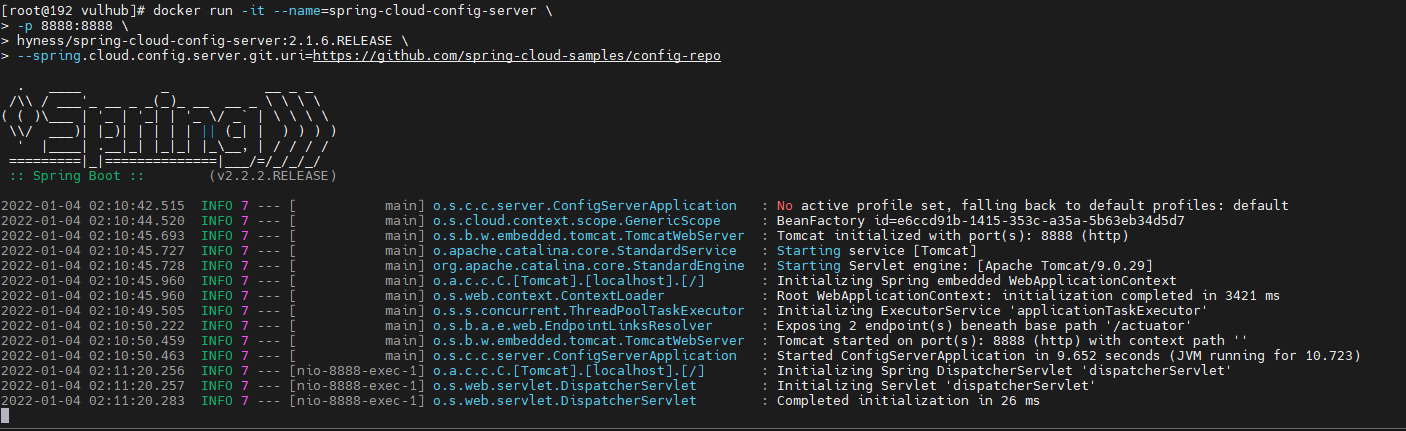 [root@192 vulhub]# docker run -it --name=spring-cloud-config-server \
> -p 8888:8888 \
> hyness/spring-cloud-config-server:2.1.6.RELEASE \
> --spring.cloud.config.server.git.uri=https://github.com/spring-cloud-samples/config-repo
  .   ____          _            __ _ _
 /\\ / ___'_ __ _ _(_)_ __  __ _ \ \ \ \
( ( )\___ | '_ | '_| | '_ \/ _` | \ \ \ \
 \\/  ___)| |_)| | | | | || (_| |  ) ) ) )
  '  |____| .__|_| |_|_| |_\__, | / / / /
 =========|_|==============|___/=/_/_/_/
 :: Spring Boot ::        (v2.2.2.RELEASE)
2022-01-04 02:10:42.515  INFO 7 --- [           main] o.s.c.c.server.ConfigServerApplication   : No active profile set, falling back to default profiles: default
2022-01-04 02:10:44.520  INFO 7 --- [           main] o.s.cloud.context.scope.GenericScope     : BeanFactory id=e6ccd91b-1415-353c-a35a-5b63eb34d5d7
2022-01-04 02:10:45.693  INFO 7 --- [           main] o.s.b.w.embedded.tomcat.TomcatWebServer  : Tomcat initialized with port(s): 8888 (http)
2022-01-04 02:10:45.727  INFO 7 --- [           main] o.apache.catalina.core.StandardService   : Starting service [Tomcat]
2022-01-04 02:10:45.728  INFO 7 --- [           main] org.apache.catalina.core.StandardEngine  : Starting Servlet engine: [Apache Tomcat/9.0.29]
2022-01-04 02:10:45.960  INFO 7 --- [           main] o.a.c.c.C.[Tomcat].[localhost].[/]       : Initializing Spring embedded WebApplicationContext
2022-01-04 02:10:45.960  INFO 7 --- [           main] o.s.web.context.ContextLoader            : Root WebApplicationContext: initialization completed in 3421 ms
2022-01-04 02:10:49.505  INFO 7 --- [           main] o.s.s.concurrent.ThreadPoolTaskExecutor  : Initializing ExecutorService 'applicationTaskExecutor'
2022-01-04 02:10:50.222  INFO 7 --- [           main] o.s.b.a.e.web.EndpointLinksResolver      : Exposing 2 endpoint(s) beneath base path '/actuator'
2022-01-04 02:10:50.459  INFO 7 --- [           main] o.s.b.w.embedded.tomcat.TomcatWebServer  : Tomcat started on port(s): 8888 (http) with context path ''
2022-01-04 02:10:50.463  INFO 7 --- [           main] o.s.c.c.server.ConfigServerApplication   : Started ConfigServerApplication in 9.652 seconds (JVM running for 10.723)
2022-01-04 02:11:20.256  INFO 7 --- [nio-8888-exec-1] o.a.c.c.C.[Tomcat].[localhost].[/]       : Initializing Spring DispatcherServlet 'dispatcherServlet'
2022-01-04 02:11:20.257  INFO 7 --- [nio-8888-exec-1] o.s.web.servlet.DispatcherServlet        : Initializing Servlet 'dispatcherServlet'
2022-01-04 02:11:20.283  INFO 7 --- [nio-8888-exec-1] o.s.web.servlet.DispatcherServlet        : Completed initialization in 26 ms